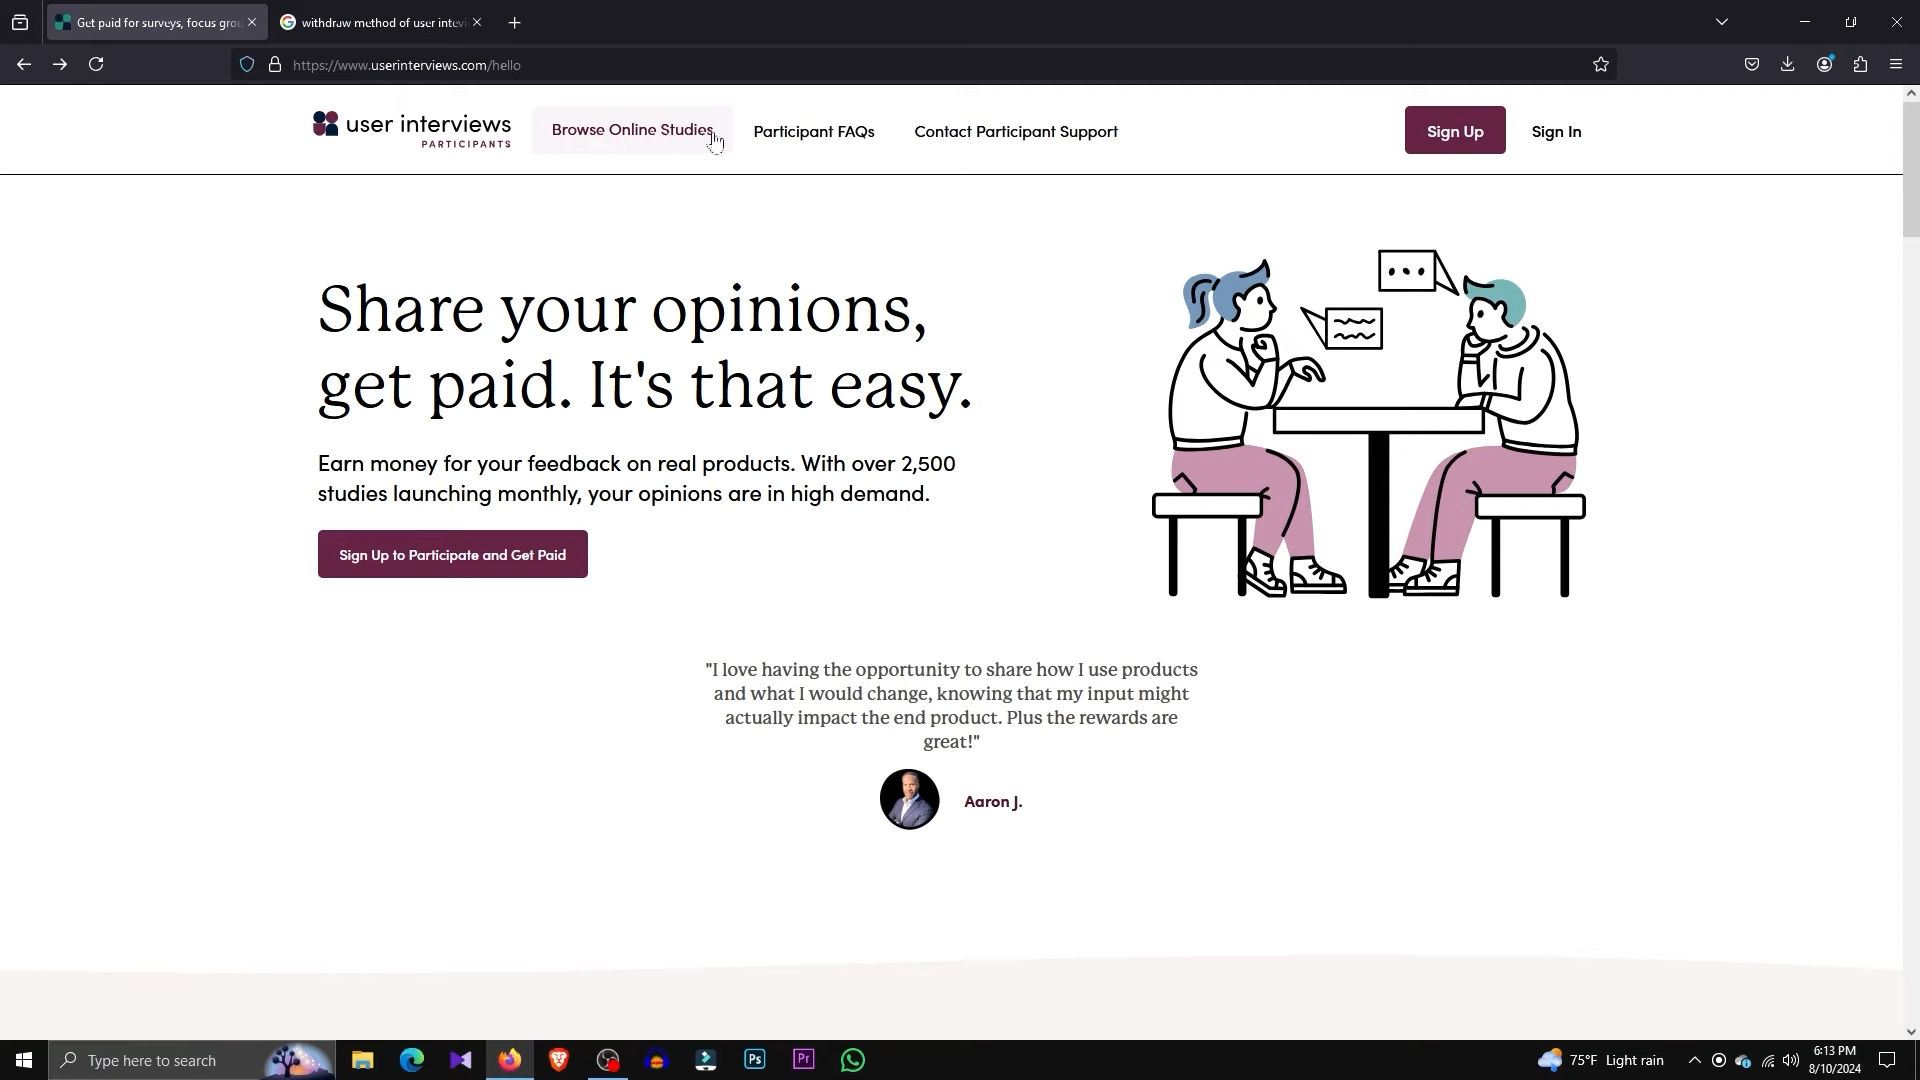 Get paid for surveys, focus gro
withdraw method of user intevi
https://www.userinterviews.com/hello
user interviews
PARTICIPANTS
Browse Online Studies
Participant FAQs
Contact Participant Support
Sign Up
Sign In
Share your opinions,
get paid. It's that easy.
Earn money for your feedback on real products. With over 2,500
studies launching monthly, your opinions are in high demand.
Sign Up to Participate and Get Paid
"I love having the opportunity to share how I use products
and what I would change, knowing that my input might
actually impact the end product. Plus the rewards are
great!"
Aaron J.
Type here to search
Ps
Pr
75°F Light rain
6:13 PM
8/10/2024